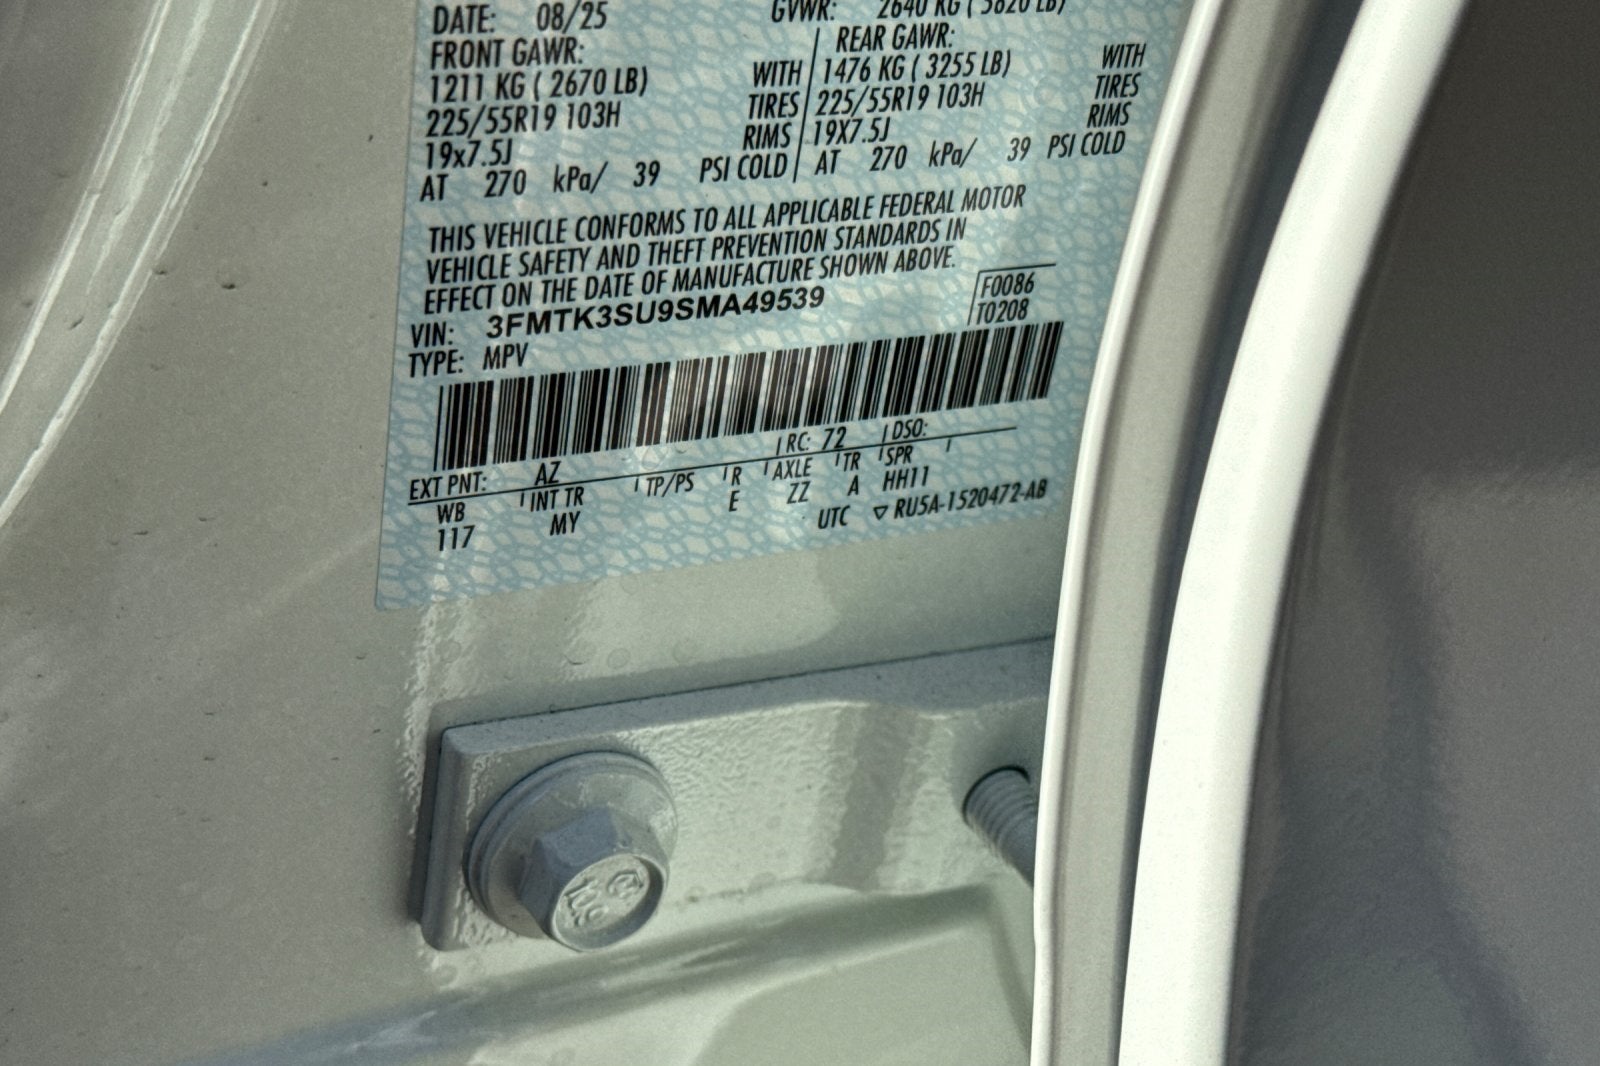 DATE: 08/25 GVWR: 2640 KG ( 5820 LB)
FRONT GAWR: REAR GAWR:
1211 KG ( 2670 LB) WITH 1476 KG ( 3255 LB) WITH
225/55R19 103H TIRES 225/55R19 103H TIRES
19x7.5J RIMS 19X7.5J RIMS
AT 270 kPa/ 39 PSI COLD AT 270 kPa/ 39 PSI COLD
THIS VEHICLE CONFORMS TO ALL APPLICABLE FEDERAL MOTOR
VEHICLE SAFETY AND THEFT PREVENTION STANDARDS IN
EFFECT ON THE DATE OF MANUFACTURE SHOWN ABOVE.
VIN: 3FMTK3SU9SMA49539 F0086
TYPE: MPV T0208
EXT PNT: AZ RC: 72 DSO:
WB INT TR TP/PS R AXLE TR SPR
117 MY E ZZ A HH11
UTC ▽ RU5A-1520472-AB